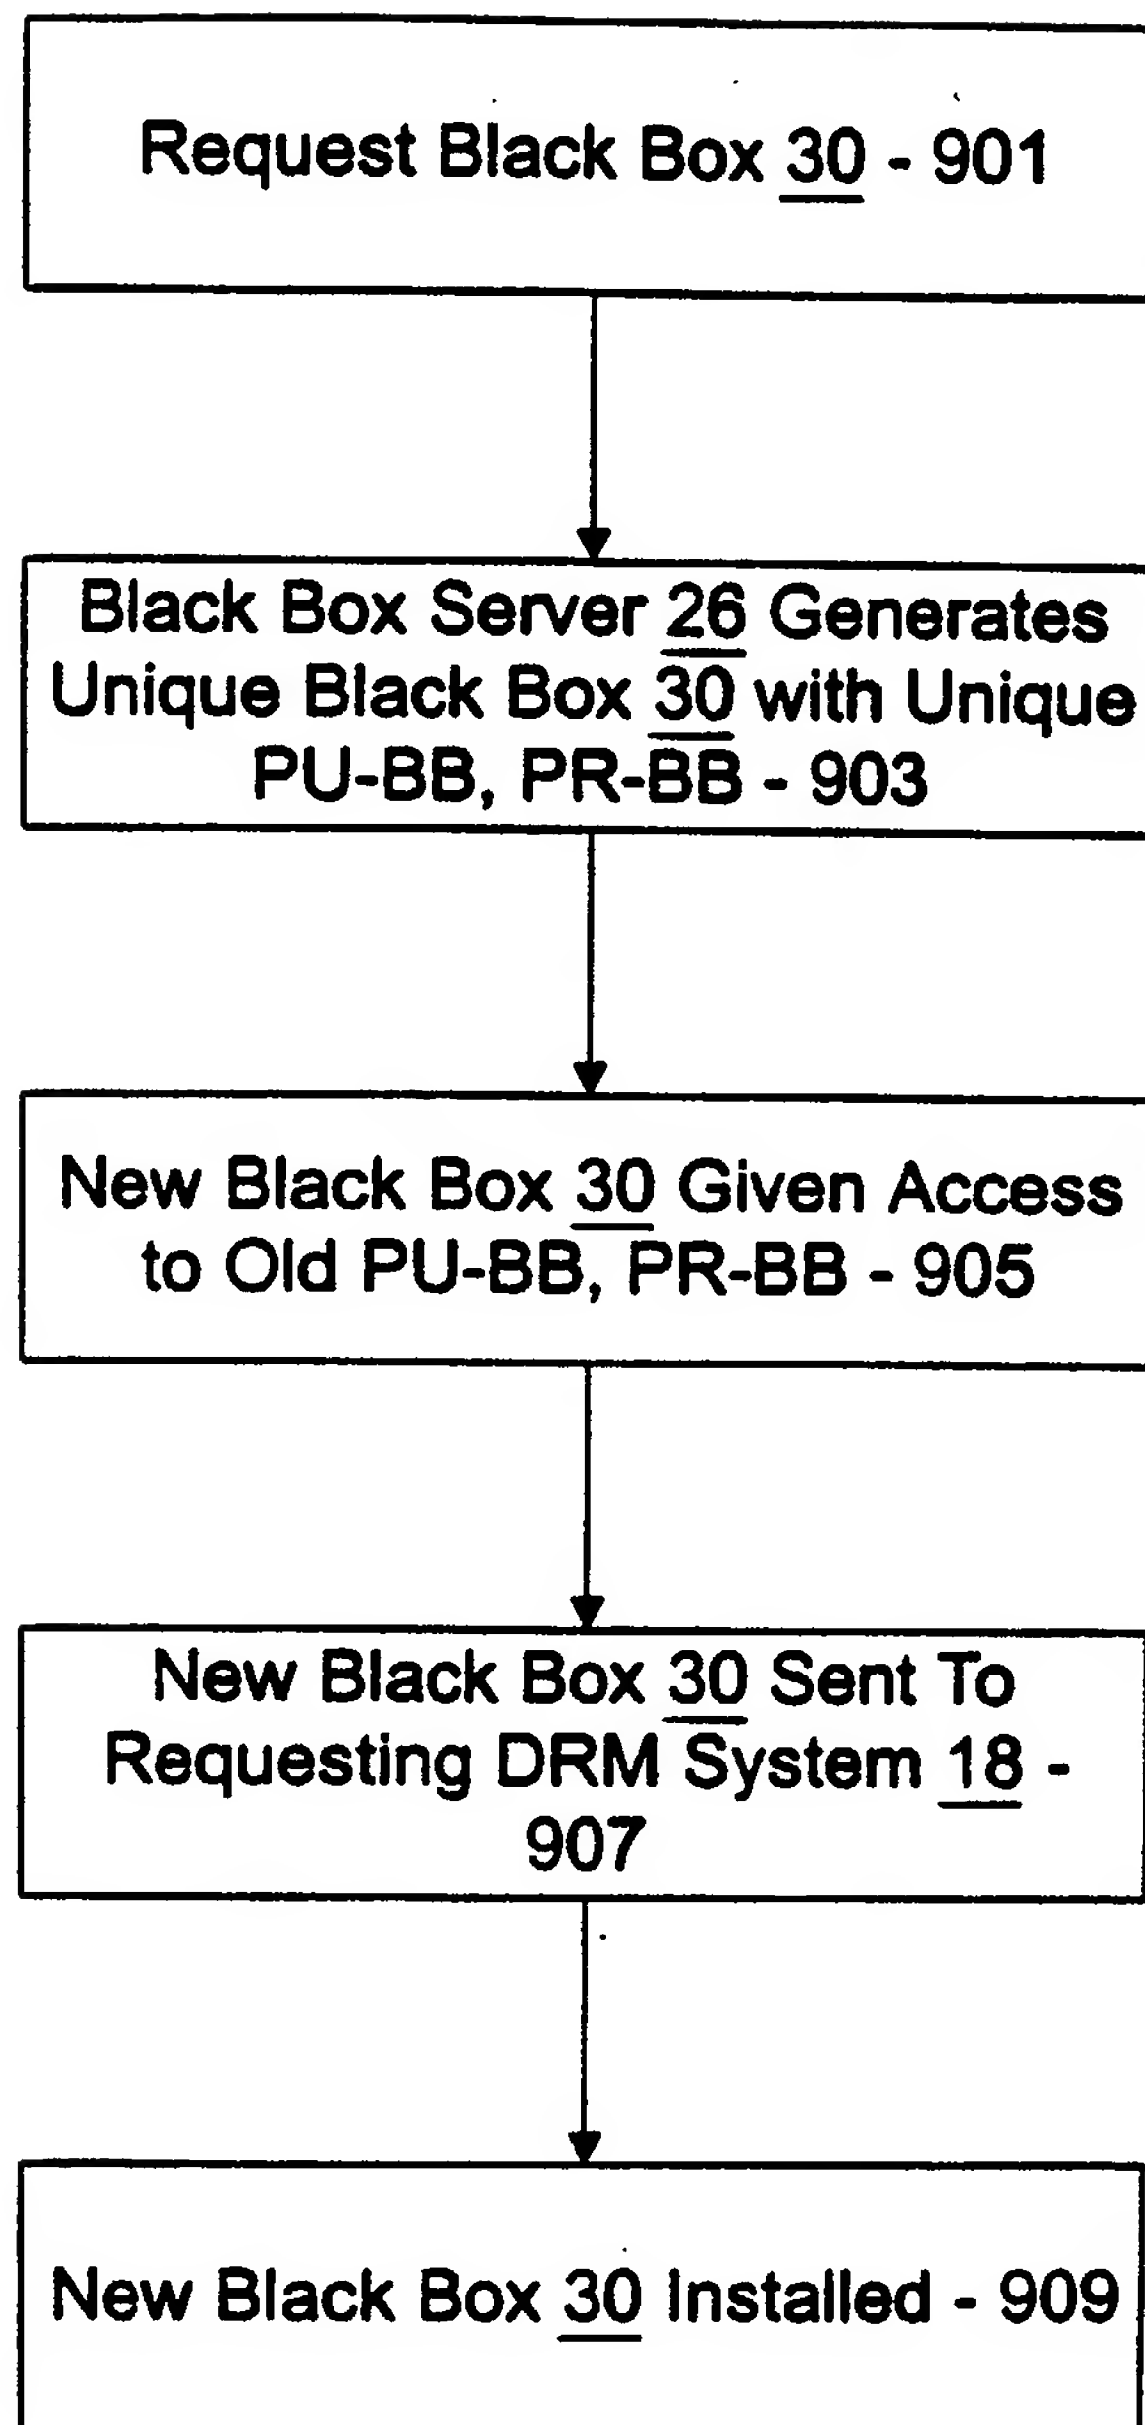 Request Black Box 30 - 901
Black Box Server 26 Generates
Unique Black Box 30 with Unique
PU-BB, PR-BB - 903
New Black Box 30 Given Access
to Old PU-BB, PR-BB - 905
New Black Box 30 Sent To
Requesting DRM System 18 -
907
New Black Box 30 Installed - 909